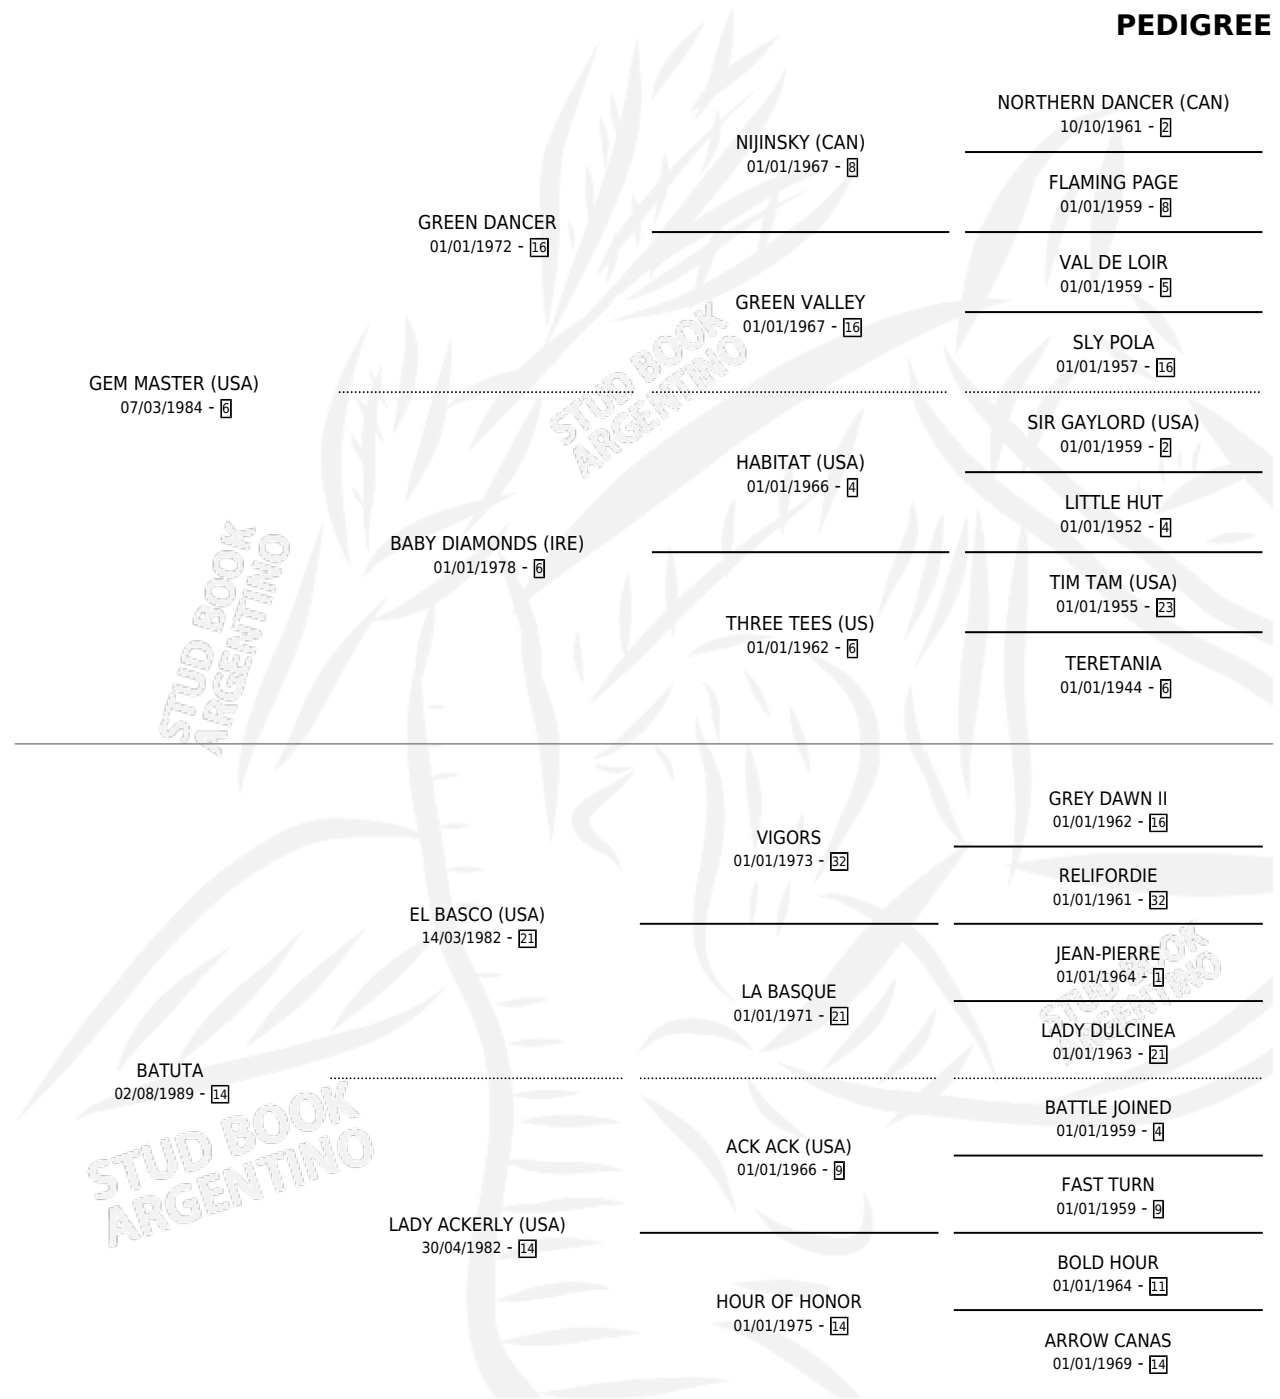 PEDIGREE
NORTHERN DANCER (CAN)
10/10/1961 - 2
NIJINSKY (CAN)
01/01/1967 - 8
FLAMING PAGE
01/01/1959 - 8
GREEN DANCER
01/01/1972 - 16
VAL DE LOIR
01/01/1959 - 5
GREEN VALLEY
01/01/1967 - 16
SLY POLA
01/01/1957 - 16
GEM MASTER (USA)
07/03/1984 - 6
STUD BOOK
ARGENTINO
SIR GAYLORD (USA)
01/01/1959 - 2
HABITAT (USA)
01/01/1966 - 4
LITTLE HUT
01/01/1952 - 4
BABY DIAMONDS (IRE)
01/01/1978 - 6
TIM TAM (USA)
01/01/1955 - 23
THREE TEES (US)
01/01/1962 - 6
TERETANIA
01/01/1944 - 6
STUD BOOK
ARGENTINO
GREY DAWN II
01/01/1962 - 16
VIGORS
01/01/1973 - 32
RELIFORDIE
01/01/1961 - 32
EL BASCO (USA)
14/03/1982 - 21
JEAN-PIERRE
01/01/1964 - 1
LA BASQUE
01/01/1971 - 21
STUD BOOK
ARGENTINO
LADY DULCINEA
01/01/1963 - 21
BATUTA
02/08/1989 - 14
BATTLE JOINED
01/01/1959 - 4
STUD BOOK
ARGENTINO
ACK ACK (USA)
01/01/1966 - 9
FAST TURN
01/01/1959 - 9
LADY ACKERLY (USA)
30/04/1982 - 14
BOLD HOUR
01/01/1964 - 11
HOUR OF HONOR
01/01/1975 - 14
ARROW CANAS
01/01/1969 - 14